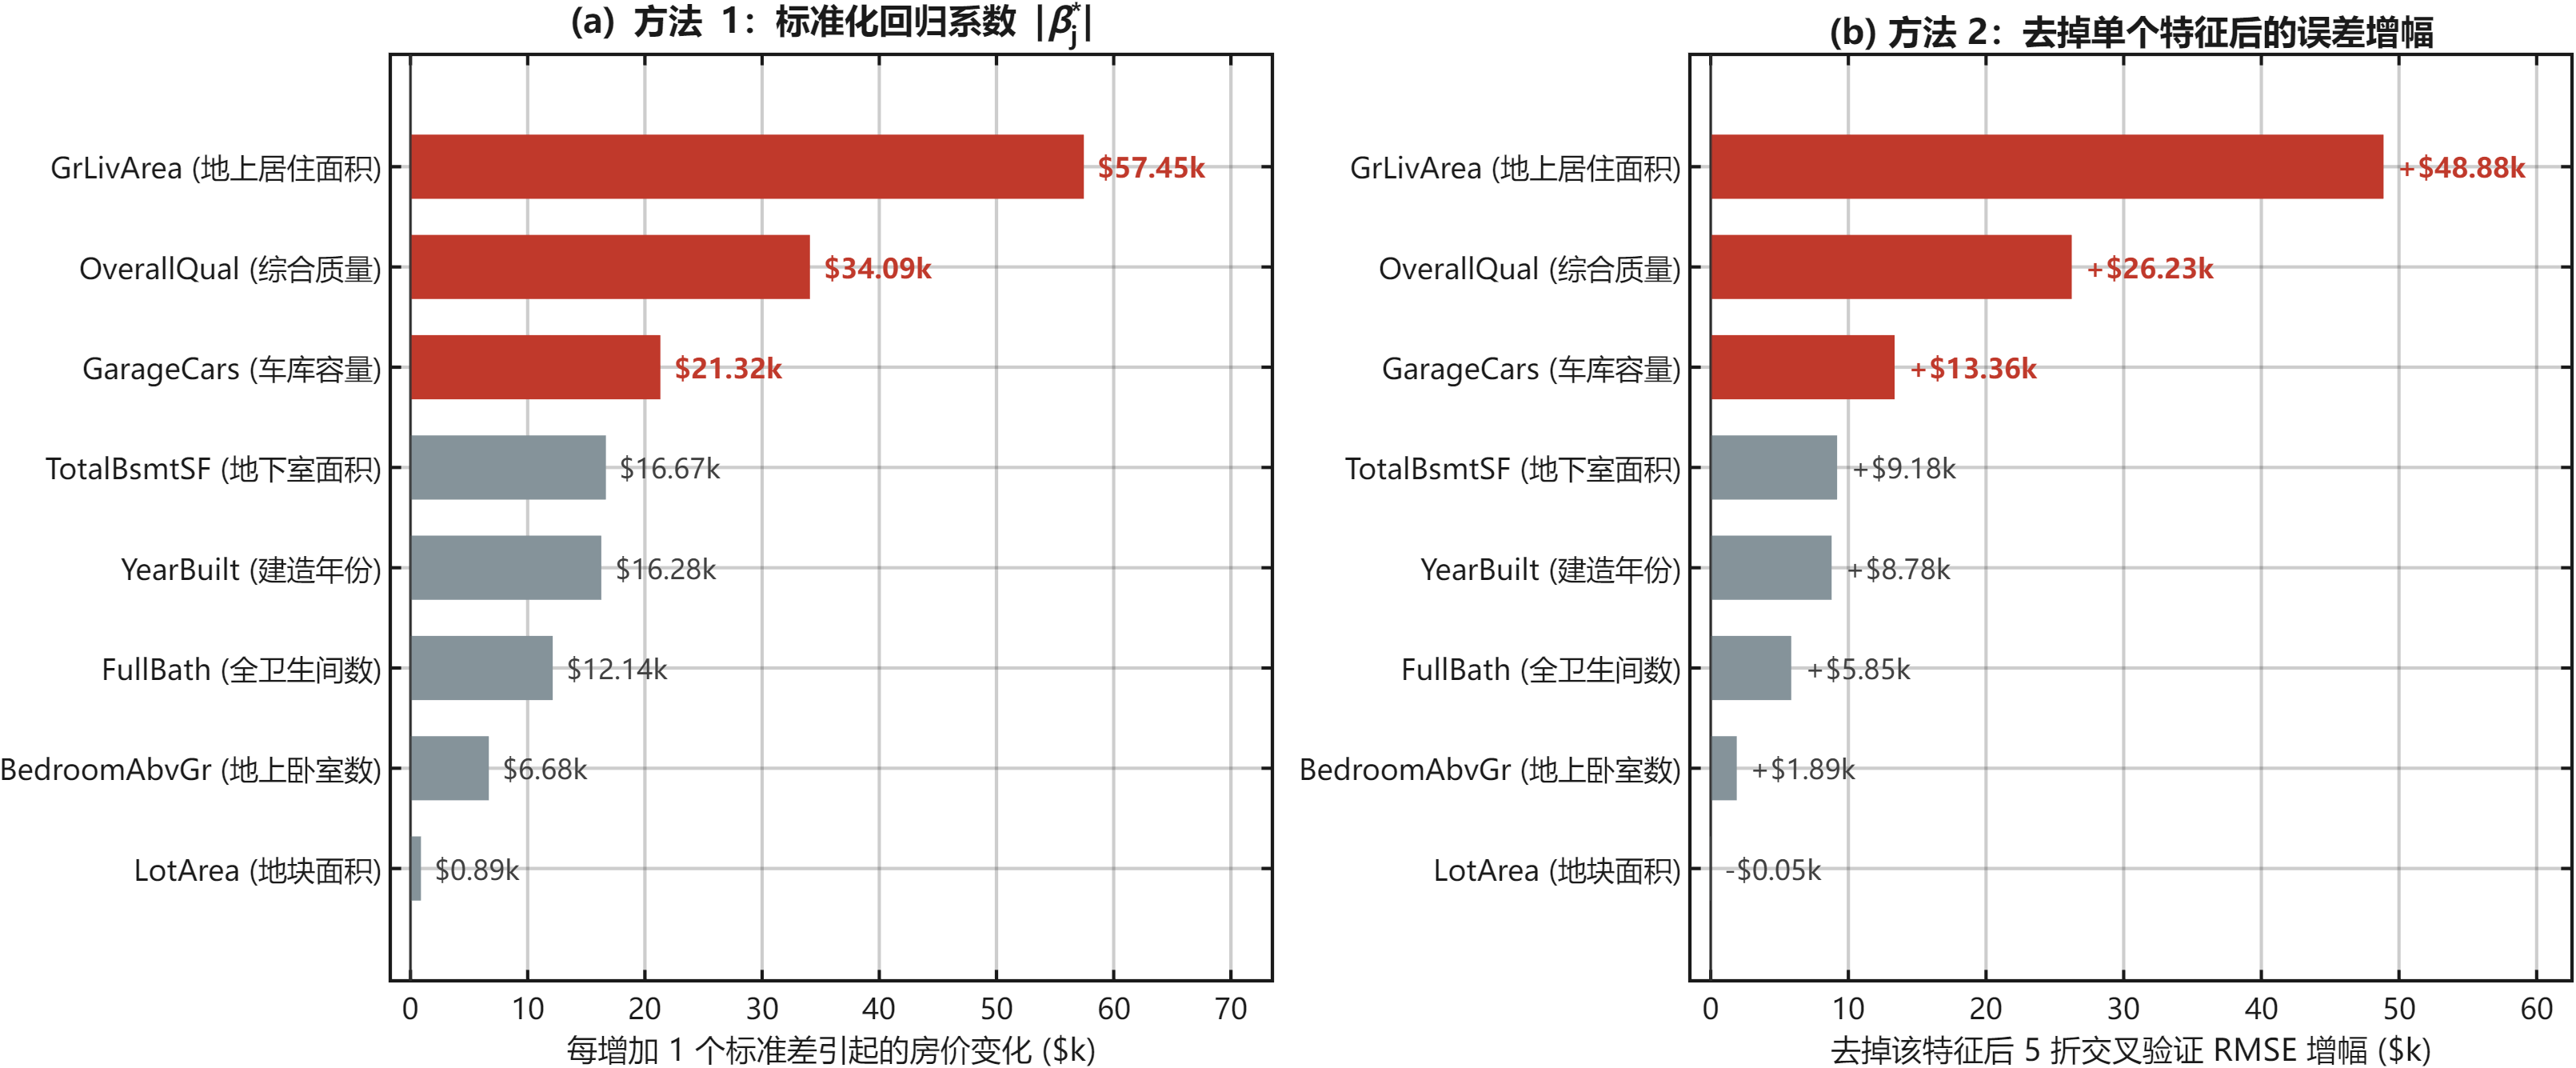 (a) 方法 1：标准化回归系数 |β*j|
GrLivArea (地上居住面积)
$57.45k
OverallQual (综合质量)
$34.09k
GarageCars (车库容量)
$21.32k
TotalBsmtSF (地下室面积)
$16.67k
YearBuilt (建造年份)
$16.28k
FullBath (全卫生间数)
$12.14k
BedroomAbvGr (地上卧室数)
$6.68k
LotArea (地块面积)
$0.89k
0 10 20 30 40 50 60 70
每增加 1 个标准差引起的房价变化 ($k)
(b) 方法 2：去掉单个特征后的误差增幅
GrLivArea (地上居住面积)
+$48.88k
OverallQual (综合质量)
+$26.23k
GarageCars (车库容量)
+$13.36k
TotalBsmtSF (地下室面积)
+$9.18k
YearBuilt (建造年份)
+$8.78k
FullBath (全卫生间数)
+$5.85k
BedroomAbvGr (地上卧室数)
+$1.89k
LotArea (地块面积)
-$0.05k
0 10 20 30 40 50 60
去掉该特征后 5 折交叉验证 RMSE 增幅 ($k)